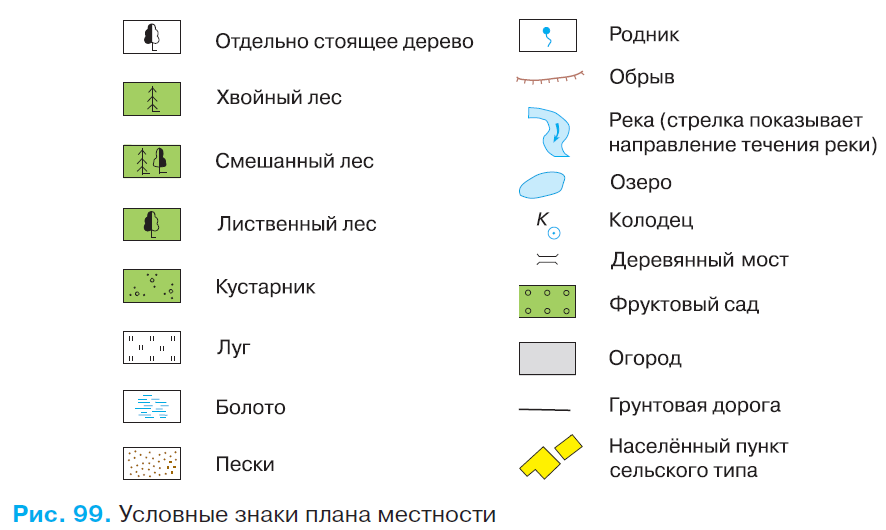 Отдельно стоящее дерево
Хвойный лес
Смешанный лес
Лиственный лес
Кустарник
Луг
Болото
Пески
Родник
Обрыв
Река (стрелка показывает
направление течения реки)
Озеро
К
Колодец
Деревянный мост
Фруктовый сад
Огород
Грунтовая дорога
Населённый пункт
сельского типа
Рис. 99. Условные знаки плана местности